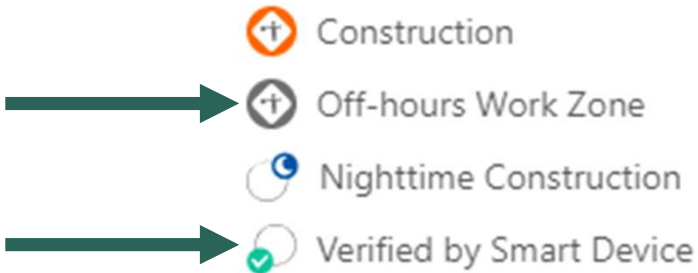 Construction
Off-hours Work Zone
Nighttime Construction
Verified by Smart Device